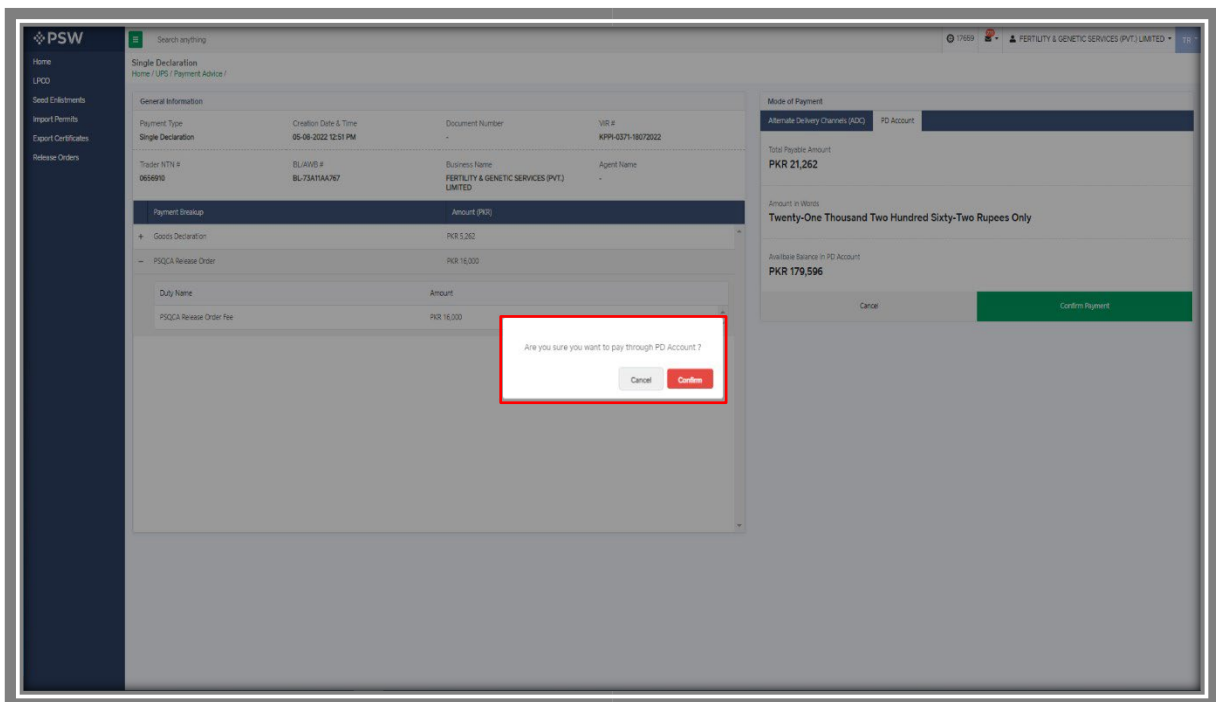 PSW
Search anything
17659
FERTILITY & GENETIC SERVICES (PVT.) LIMITED
TR
Home
LPCO
Seed Enlistments
Import Permits
Export Certificates
Release Orders
Single Declaration
Home / UPS / Payment Advice /
General Information
Payment Type
Creation Date & Time
Document Number
VIR #
Single Declaration
05-08-2022 12:51 PM
-
KPPI-0371-18072022
Trader NTN #
BL/AWB #
Business Name
Agent Name
0656910
BL-73A11AA767
FERTILITY & GENETIC SERVICES (PVT.)
LIMITED
-
Payment Breakup
Amount (PKR)
+ Goods Declaration
PKR 5,262
– PSQCA Release Order
PKR 16,000
Duty Name
Amount
PSQCA Release Order Fee
PKR 16,000
Are you sure you want to pay through PD Account ?
Cancel
Confirm
Mode of Payment
Alternate Delivery Channels (ADC)
PD Account
Total Payable Amount
PKR 21,262
Amount in Words
Twenty-One Thousand Two Hundred Sixty-Two Rupees Only
Availbale Balance in PD Account
PKR 179,596
Cancel
Confirm Payment